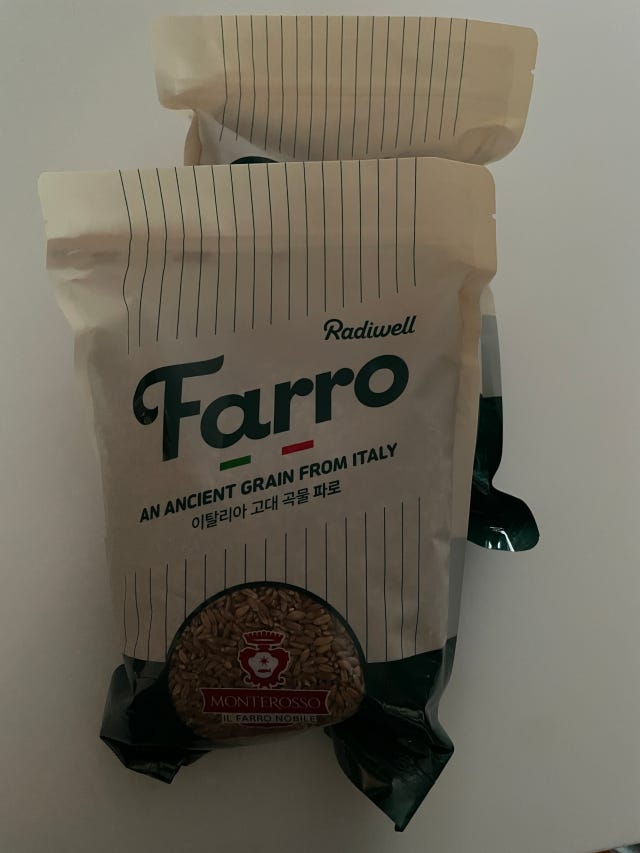 Radiwell
Farro
AN ANCIENT GRAIN FROM ITALY
이탈리아 고대 곡물 파로
MONTEROSSO
IL FARRO NOBILE